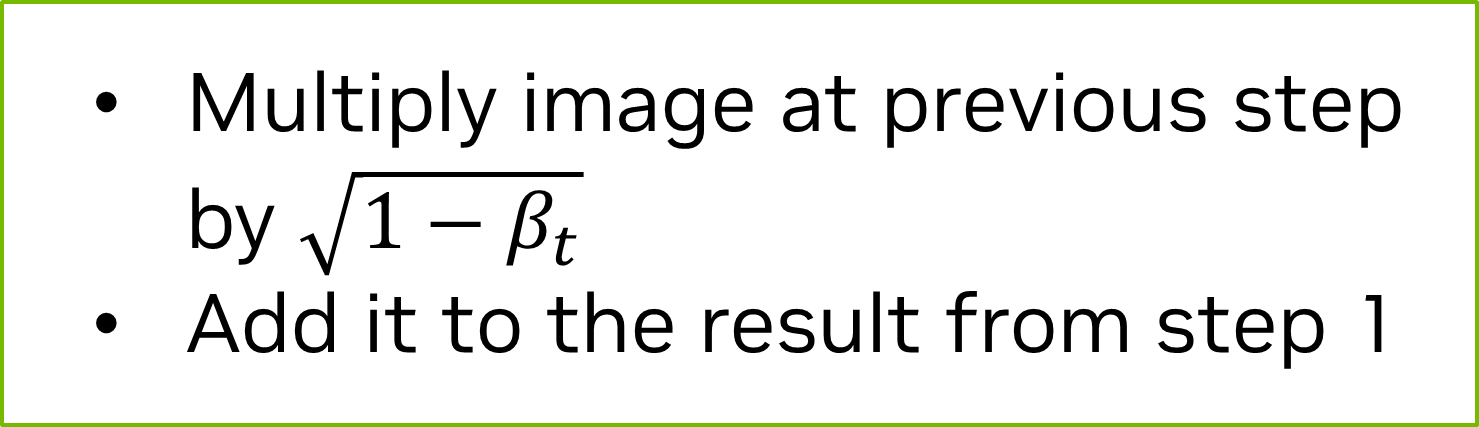 • Multiply image at previous step
by √(1 − βₜ)
• Add it to the result from step 1